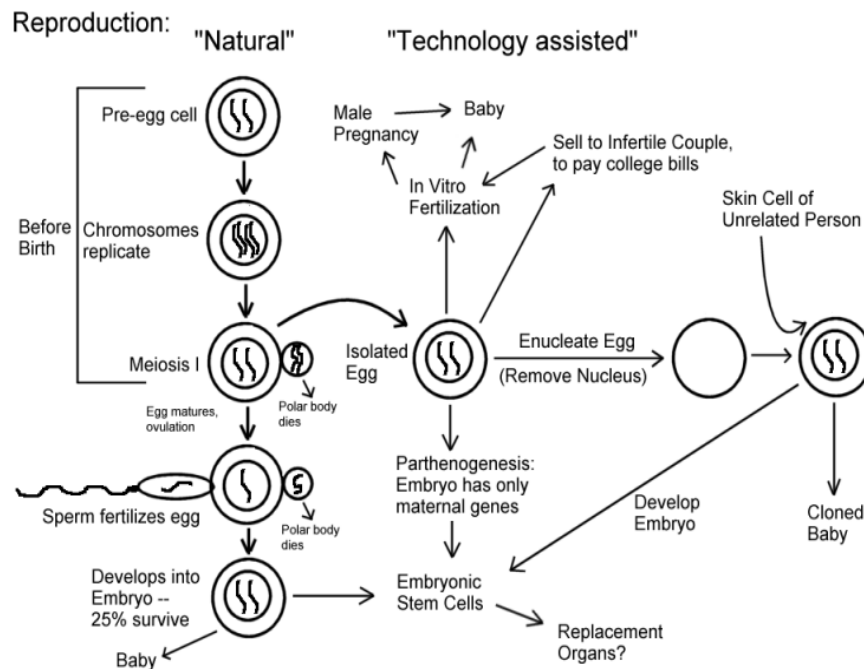 Reproduction:
"Natural"
"Technology assisted"
Pre-egg cell
Before
Birth
Chromosomes
replicate
Meiosis I
Polar body
dies
Egg matures,
ovulation
Sperm fertilizes egg
Polar body
dies
Develops into
Embryo --
25% survive
Baby
Male
Pregnancy
Baby
In Vitro
Fertilization
Sell to Infertile Couple,
to pay college bills
Isolated
Egg
Enucleate Egg
(Remove Nucleus)
Skin Cell of
Unrelated Person
Parthenogenesis:
Embryo has only
maternal genes
Develop
Embryo
Cloned
Baby
Embryonic
Stem Cells
Replacement
Organs?